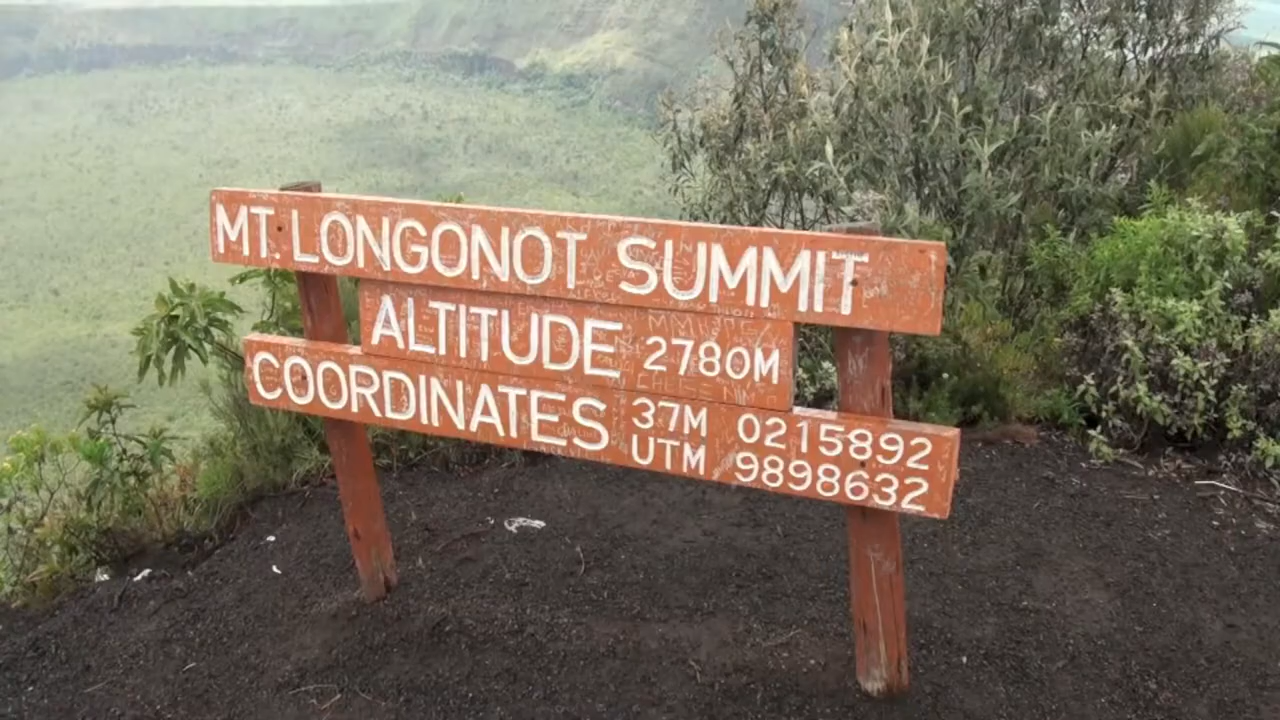 MT. LONGONOT SUMMIT
ALTITUDE 2780M
COORDINATES 37M 0215892
UTM 9898632